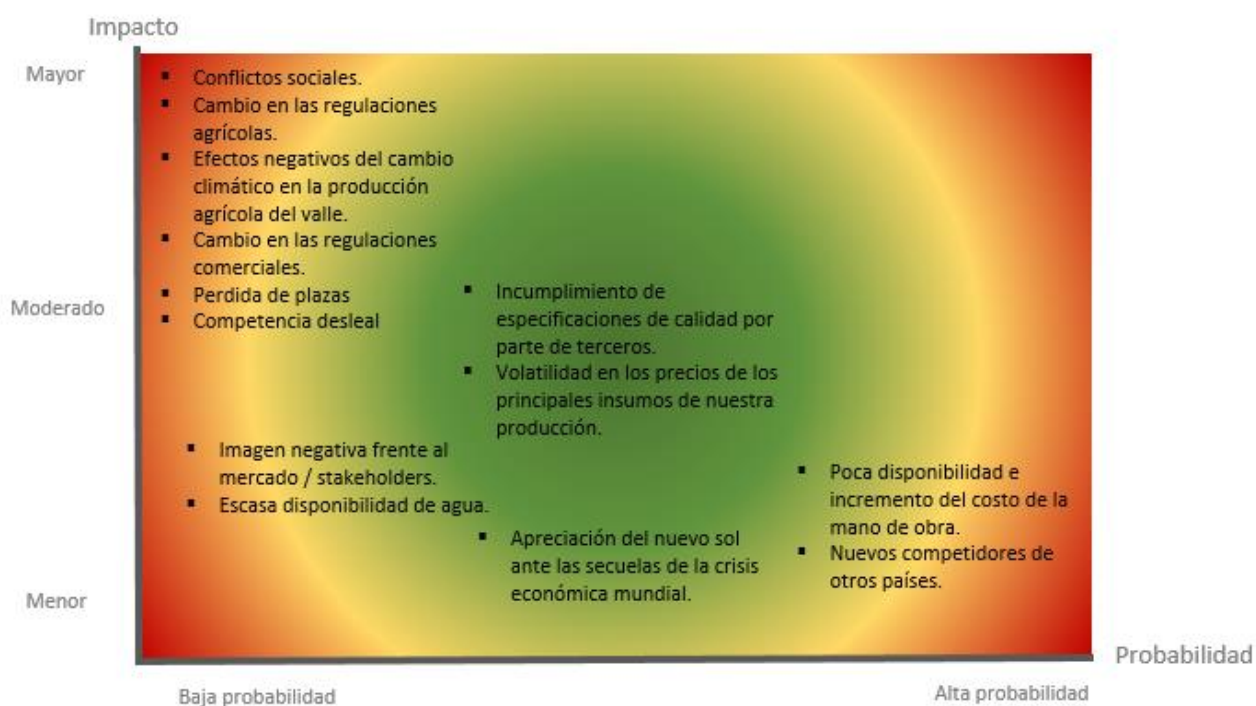 Impacto
Mayor
▪ Conflictos sociales.
▪ Cambio en las regulaciones
agrícolas.
▪ Efectos negativos del cambio
climático en la producción
agrícola del valle.
▪ Cambio en las regulaciones
comerciales.
Moderado
▪ Perdida de plazas
▪ Competencia desleal
▪ Incumplimiento de
especificaciones de calidad por
parte de terceros.
▪ Volatilidad en los precios de los
principales insumos de nuestra
producción.
▪ Imagen negativa frente al
mercado / stakeholders.
▪ Escasa disponibilidad de agua.
▪ Apreciación del nuevo sol
ante las secuelas de la crisis
económica mundial.
▪ Poca disponibilidad e
incremento del costo de la
mano de obra.
▪ Nuevos competidores de
otros países.
Menor
Probabilidad
Baja probabilidad
Alta probabilidad